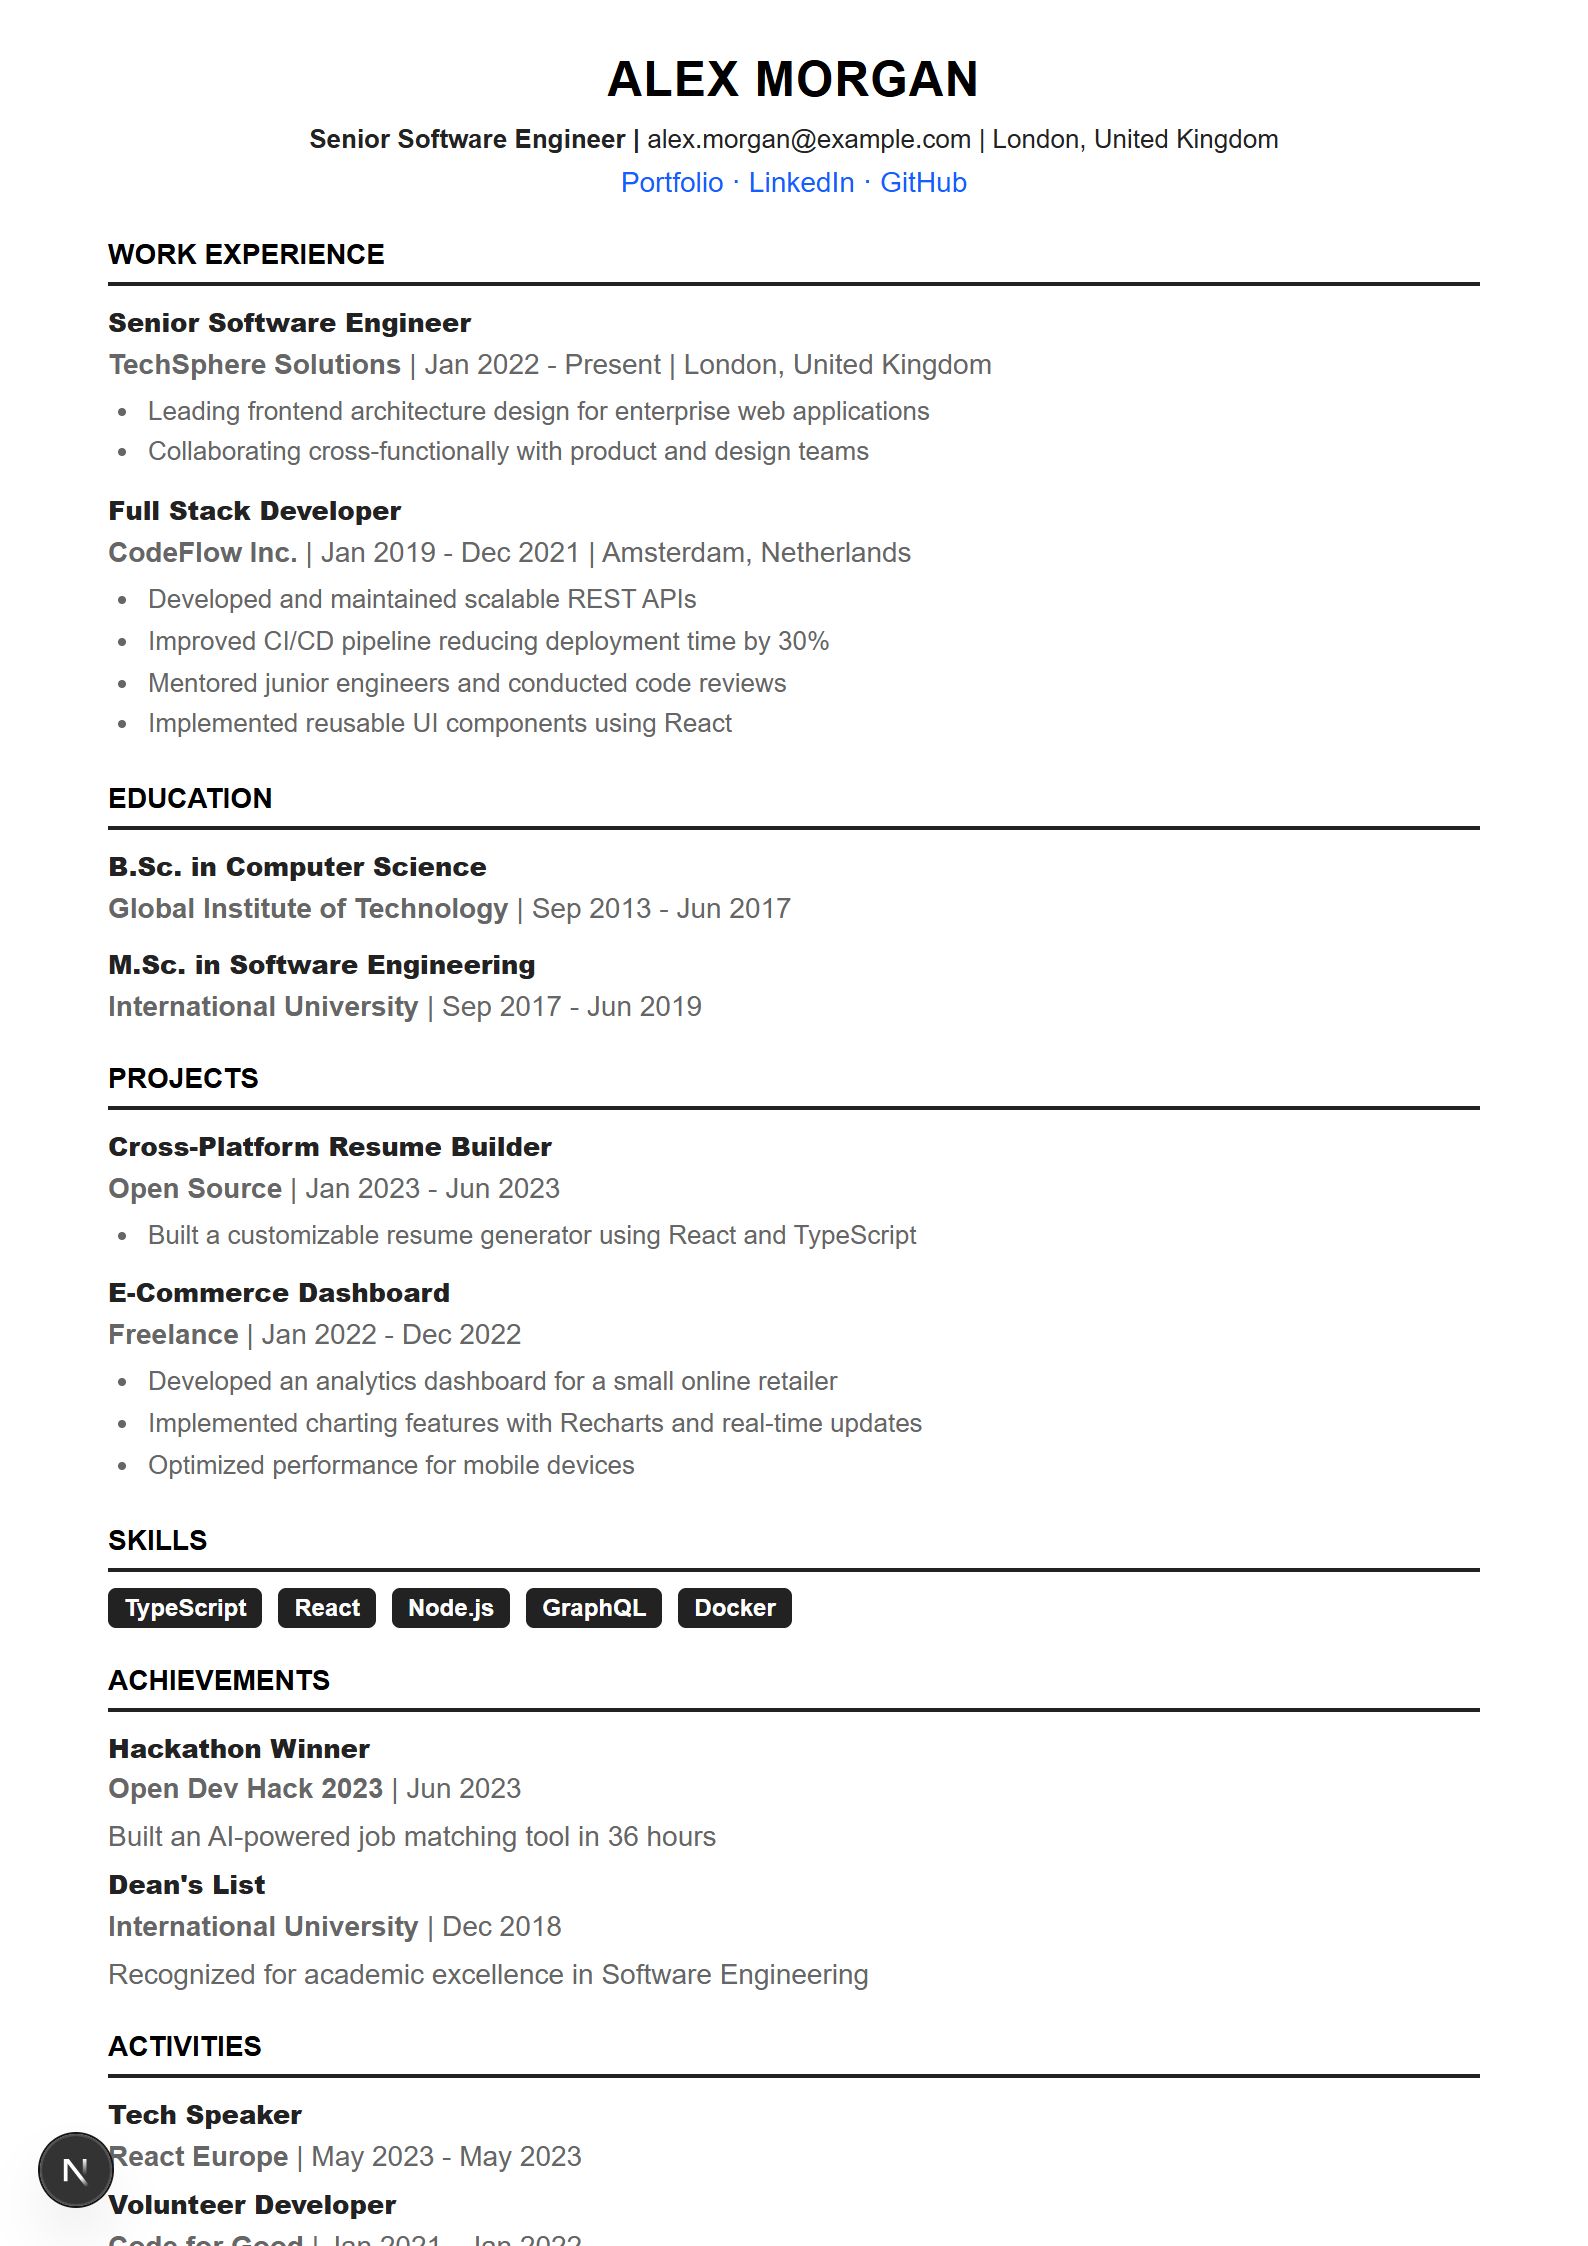 ALEX MORGAN
Senior Software Engineer | alex.morgan@example.com | London, United Kingdom
Portfolio · LinkedIn · GitHub
WORK EXPERIENCE
Senior Software Engineer
TechSphere Solutions | Jan 2022 - Present | London, United Kingdom
• Leading frontend architecture design for enterprise web applications
• Collaborating cross-functionally with product and design teams
Full Stack Developer
CodeFlow Inc. | Jan 2019 - Dec 2021 | Amsterdam, Netherlands
• Developed and maintained scalable REST APIs
• Improved CI/CD pipeline reducing deployment time by 30%
• Mentored junior engineers and conducted code reviews
• Implemented reusable UI components using React
EDUCATION
B.Sc. in Computer Science
Global Institute of Technology | Sep 2013 - Jun 2017
M.Sc. in Software Engineering
International University | Sep 2017 - Jun 2019
PROJECTS
Cross-Platform Resume Builder
Open Source | Jan 2023 - Jun 2023
• Built a customizable resume generator using React and TypeScript
E-Commerce Dashboard
Freelance | Jan 2022 - Dec 2022
• Developed an analytics dashboard for a small online retailer
• Implemented charting features with Recharts and real-time updates
• Optimized performance for mobile devices
SKILLS
TypeScript React Node.js GraphQL Docker
ACHIEVEMENTS
Hackathon Winner
Open Dev Hack 2023 | Jun 2023
Built an AI-powered job matching tool in 36 hours
Dean's List
International University | Dec 2018
Recognized for academic excellence in Software Engineering
ACTIVITIES
Tech Speaker
N
React Europe | May 2023 - May 2023
Volunteer Developer
Code for Good | Jan 2021 - Jan 2022